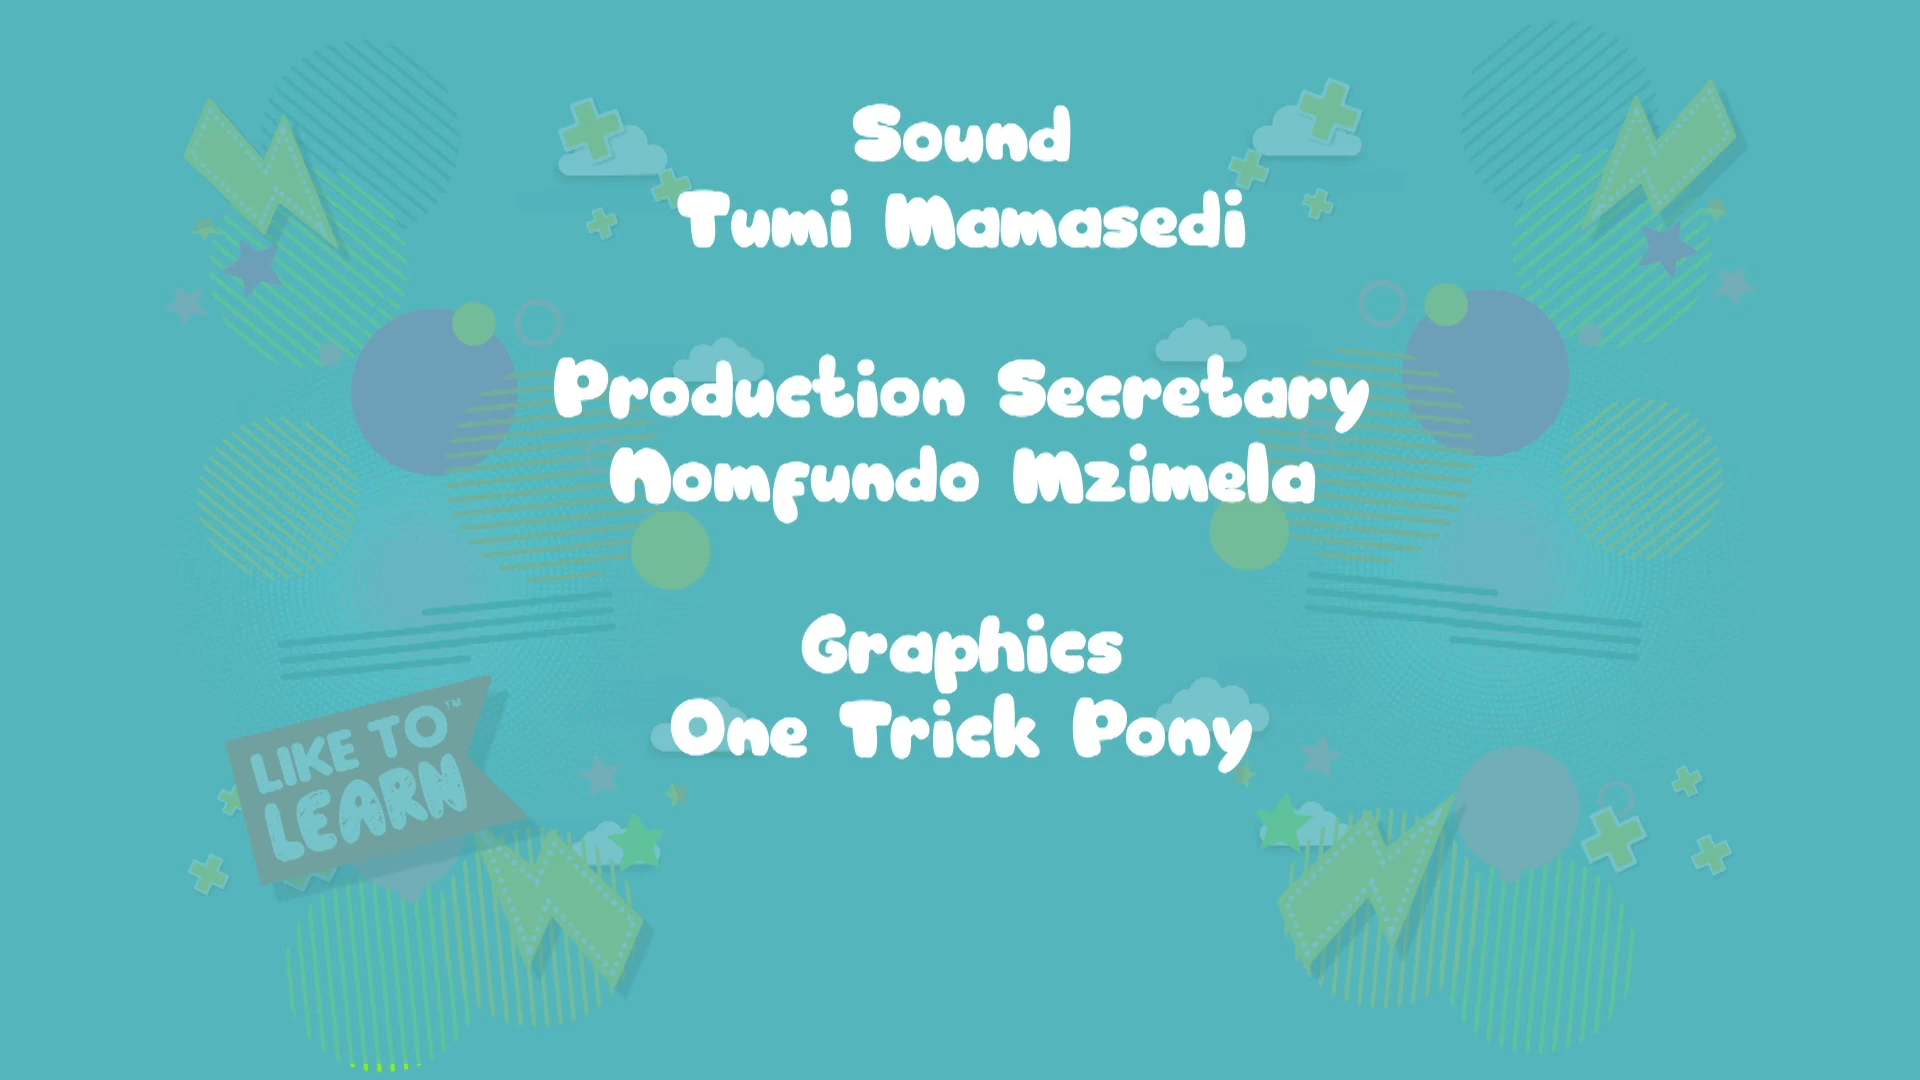 Sound
Tumi Mamasedi
Production Secretary
Nomfundo Mzimela
Graphics
One Trick Pony
LIKE TO™
LEARN